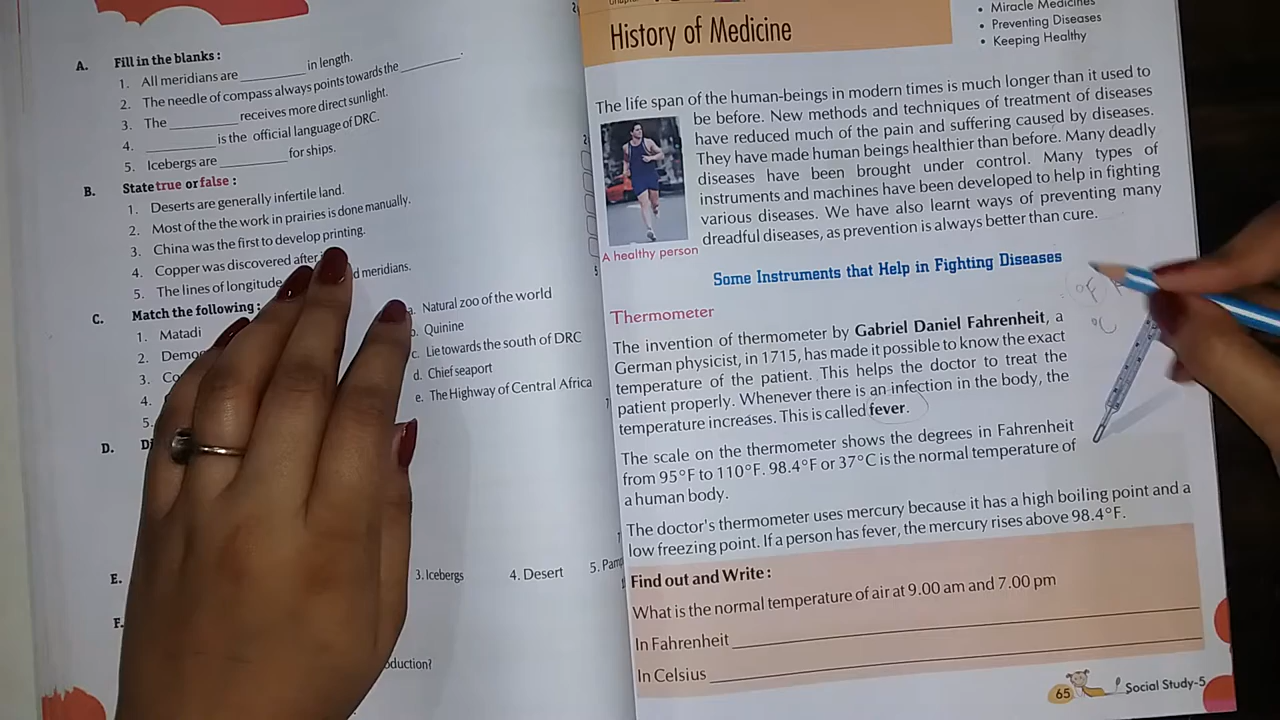 A. Fill in the blanks :
1. All meridians are ________ in length.
2. The needle of compass always points towards the ________.
3. The ________ receives more direct sunlight.
4. ________ is the official language of DRC.
5. Icebergs are ________ for ships.
B. State true or false :
1. Deserts are generally infertile land.
2. Most of the work in prairies is done manually.
3. China was the first to develop printing.
4. Copper was discovered after
5. The lines of longitude d meridians.
C. Match the following :
1. Matadi a. Natural zoo of the world
2. Demo b. Quinine
3. Co c. Lie towards the south of DRC
4. d. Chief seaport
5. e. The Highway of Central Africa
D. Di
E. 3. Icebergs 4. Desert 5. Pam
F.
oduction?
History of Medicine
• Miracle Medicines
• Preventing Diseases
• Keeping Healthy
The life span of the human-beings in modern times is much longer than it used to
be before. New methods and techniques of treatment of diseases
have reduced much of the pain and suffering caused by diseases.
They have made human beings healthier than before. Many deadly
diseases have been brought under control. Many types of
instruments and machines have been developed to help in fighting
various diseases. We have also learnt ways of preventing many
dreadful diseases, as prevention is always better than cure.
A healthy person
Some Instruments that Help in Fighting Diseases
°F
°C
Thermometer
The invention of thermometer by Gabriel Daniel Fahrenheit, a
German physicist, in 1715, has made it possible to know the exact
temperature of the patient. This helps the doctor to treat the
patient properly. Whenever there is an infection in the body, the
temperature increases. This is called fever.
The scale on the thermometer shows the degrees in Fahrenheit
from 95°F to 110°F. 98.4°F or 37°C is the normal temperature of
a human body.
The doctor's thermometer uses mercury because it has a high boiling point and a
low freezing point. If a person has fever, the mercury rises above 98.4°F.
Find out and Write :
What is the normal temperature of air at 9.00 am and 7.00 pm
In Fahrenheit ________
In Celsius ________
65 Social Study-5